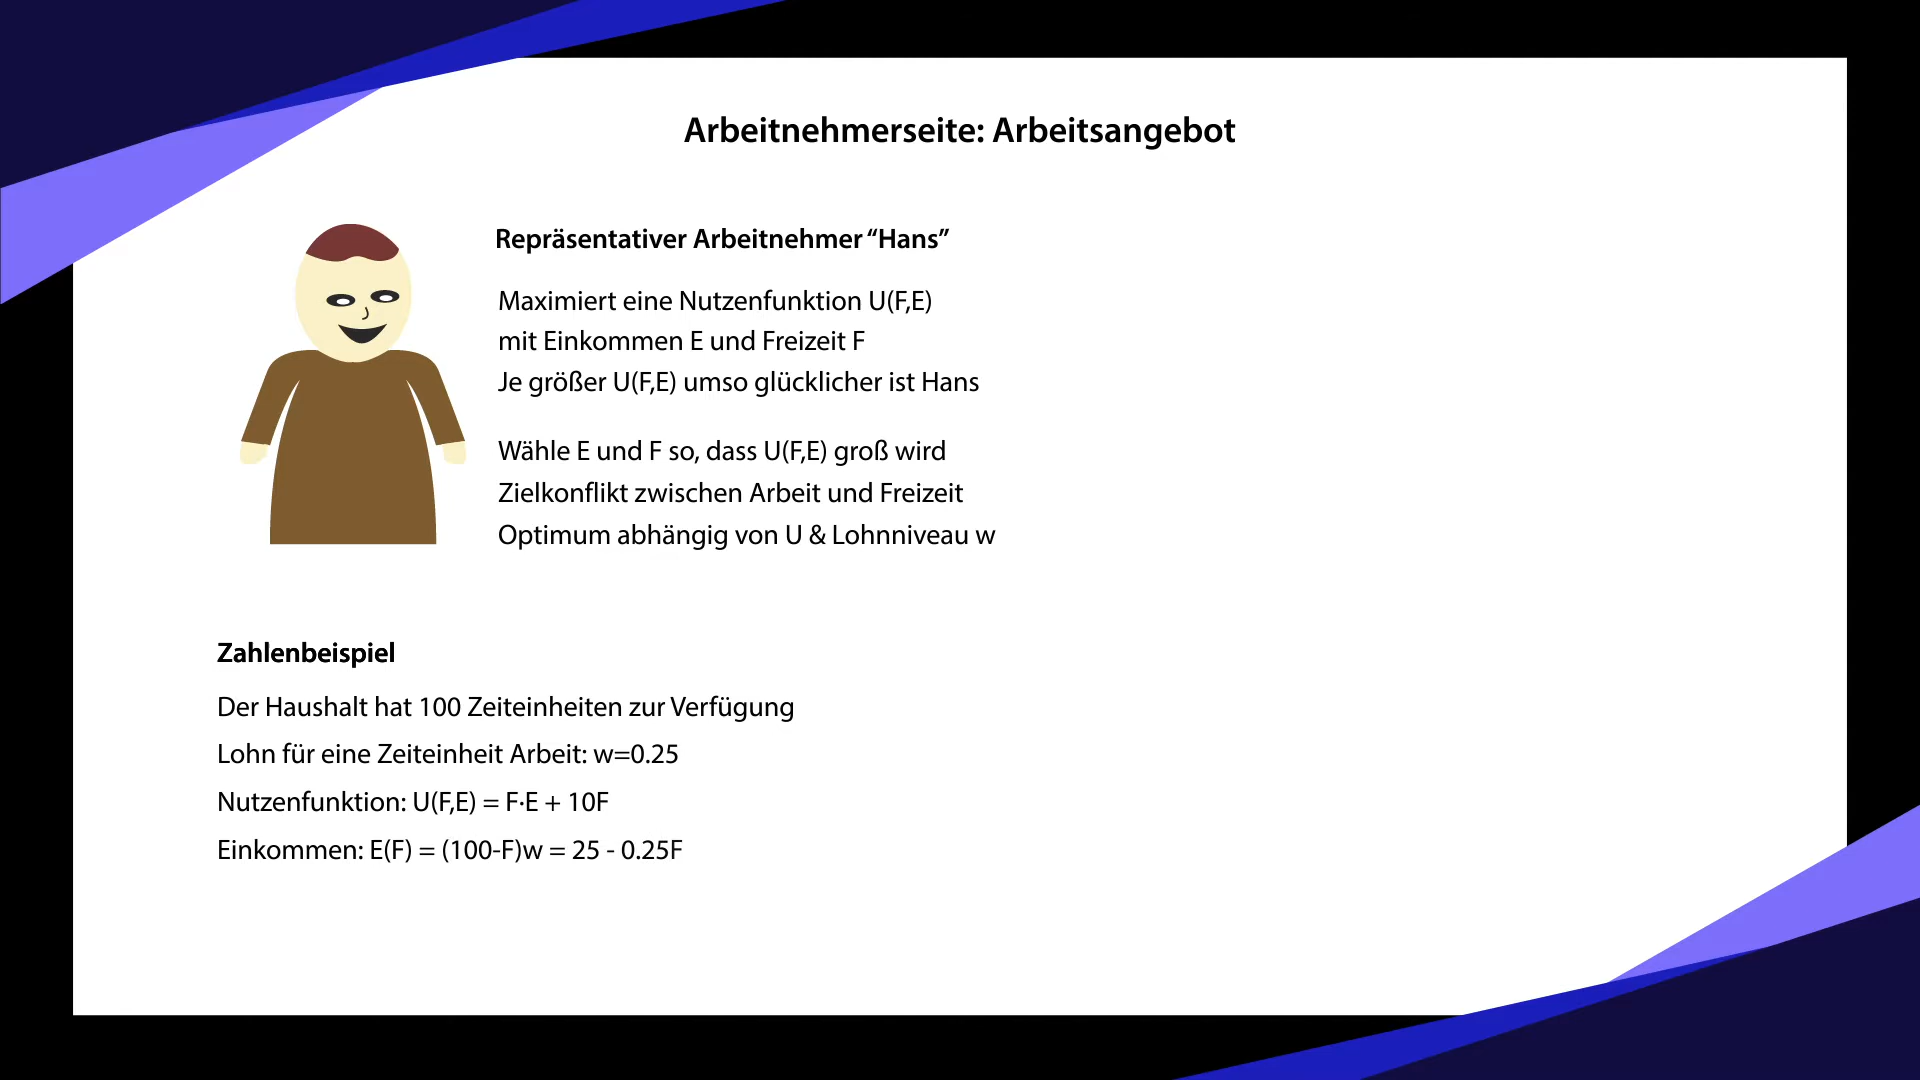 Arbeitnehmerseite: Arbeitsangebot
Repräsentativer Arbeitnehmer “Hans”
Maximiert eine Nutzenfunktion U(F,E)
mit Einkommen E und Freizeit F
Je größer U(F,E) umso glücklicher ist Hans
Wähle E und F so, dass U(F,E) groß wird
Zielkonflikt zwischen Arbeit und Freizeit
Optimum abhängig von U & Lohnniveau w
Zahlenbeispiel
Der Haushalt hat 100 Zeiteinheiten zur Verfügung
Lohn für eine Zeiteinheit Arbeit: w=0.25
Nutzenfunktion: U(F,E) = F·E + 10F
Einkommen: E(F) = (100-F)w = 25 - 0.25F